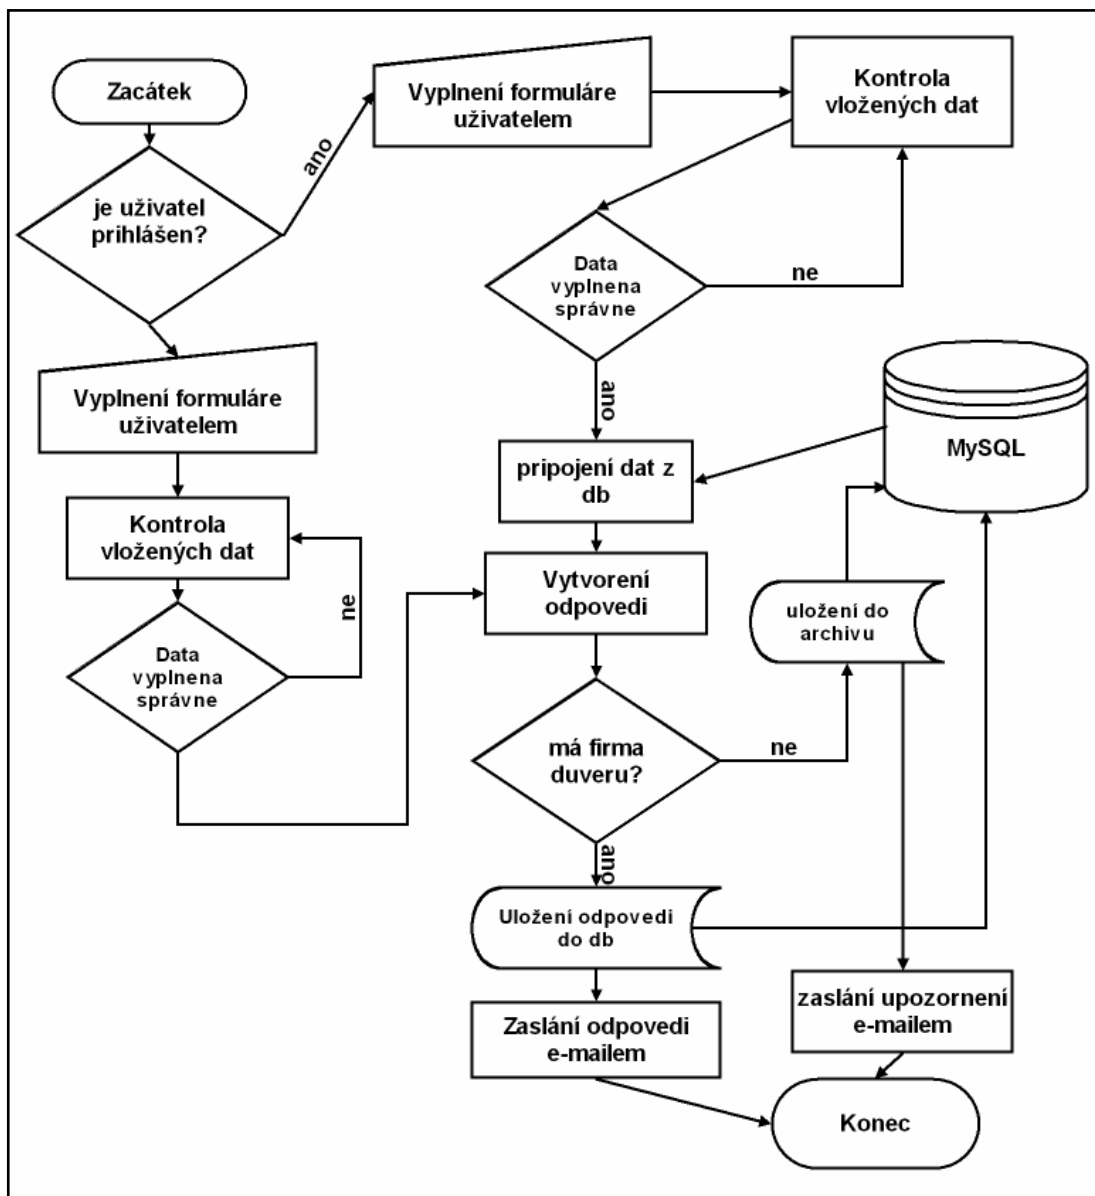 Zacátek
je uživatel
prihlášen?
ano
Vyplnení formuláre
uživatelem
Kontrola
vložených dat
Data
vyplnena
správne
ne
ano
Vyplnení formuláre
uživatelem
Kontrola
vložených dat
ne
Data
vyplnena
správne
pripojení dat z
db
MySQL
Vytvorení
odpovedi
uložení do
archivu
má firma
duveru?
ne
ano
Uložení odpovedi
do db
Zaslání odpovedi
e-mailem
zaslání upozornení
e-mailem
Konec